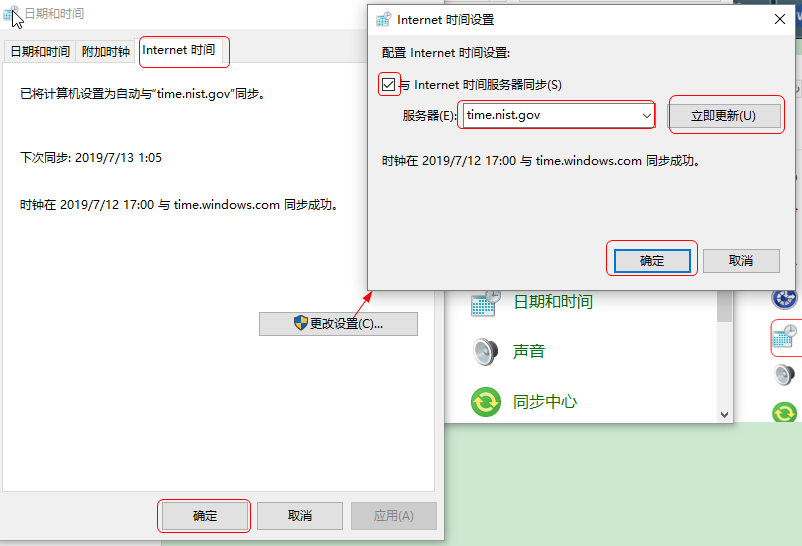 日期和时间
日期和时间 附加时钟 Internet 时间
已将计算机设置为自动与"time.nist.gov"同步。
下次同步: 2019/7/13 1:05
时钟在 2019/7/12 17:00 与 time.windows.com 同步成功。
更改设置(C)...
确定 取消 应用(A)
Internet 时间设置
配置 Internet 时间设置:
与 Internet 时间服务器同步(S)
服务器(E): time.nist.gov 立即更新(U)
时钟在 2019/7/12 17:00 与 time.windows.com 同步成功。
确定 取消
日期和时间
声音
同步中心